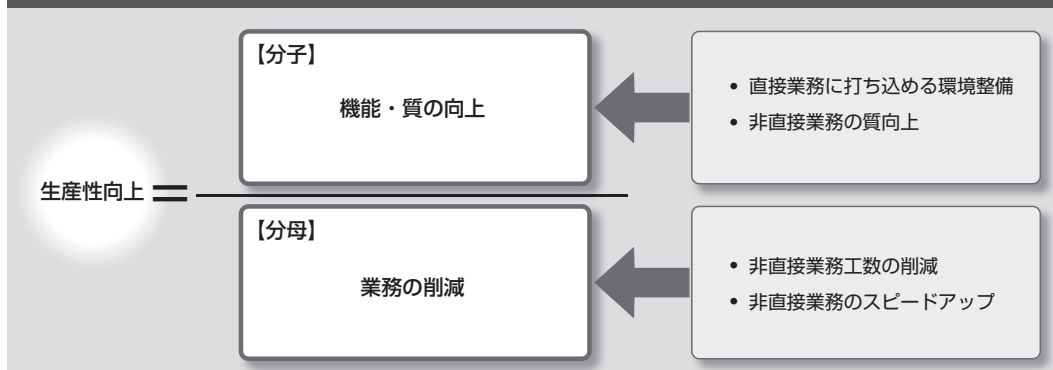 【分子】
機能・質の向上
• 直接業務に打ち込める環境整備
• 非直接業務の質向上
生産性向上 =
【分母】
業務の削減
• 非直接業務工数の削減
• 非直接業務のスピードアップ